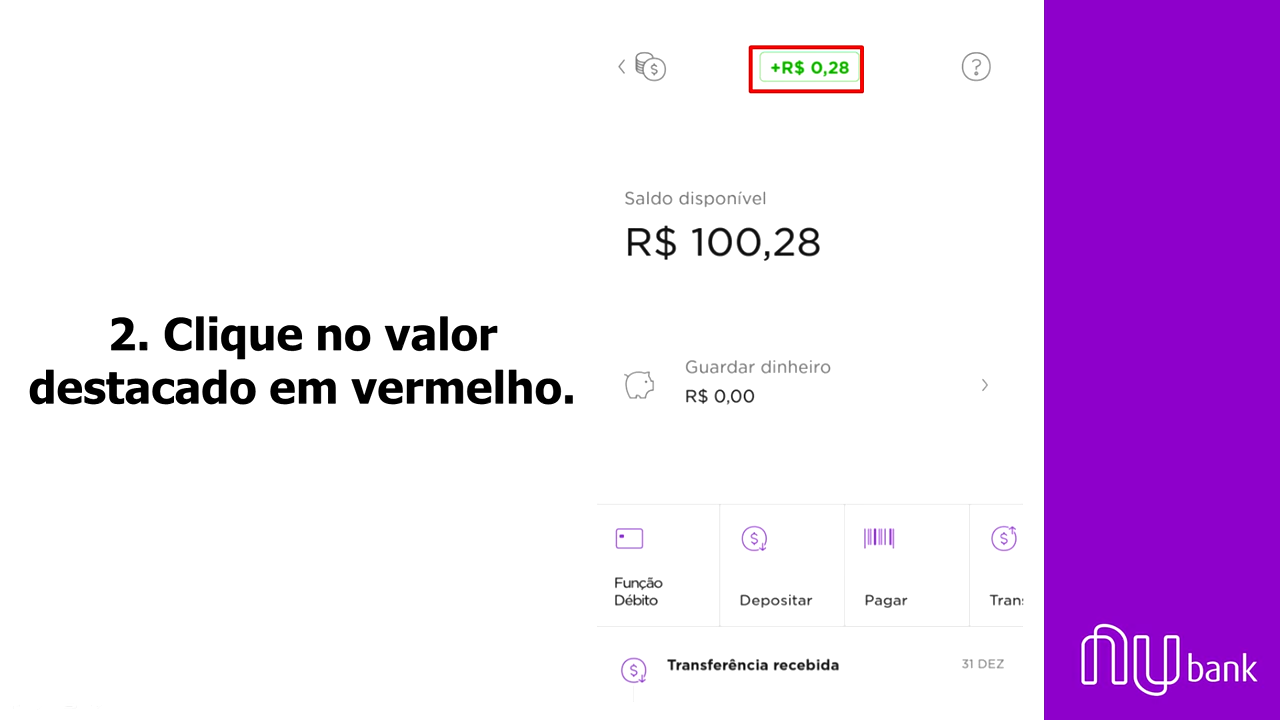 2. Clique no valor
destacado em vermelho.
+R$ 0,28
Saldo disponível
R$ 100,28
Guardar dinheiro
R$ 0,00
Função
Débito
Depositar
Pagar
Trans
Transferência recebida
31 DEZ
nu bank